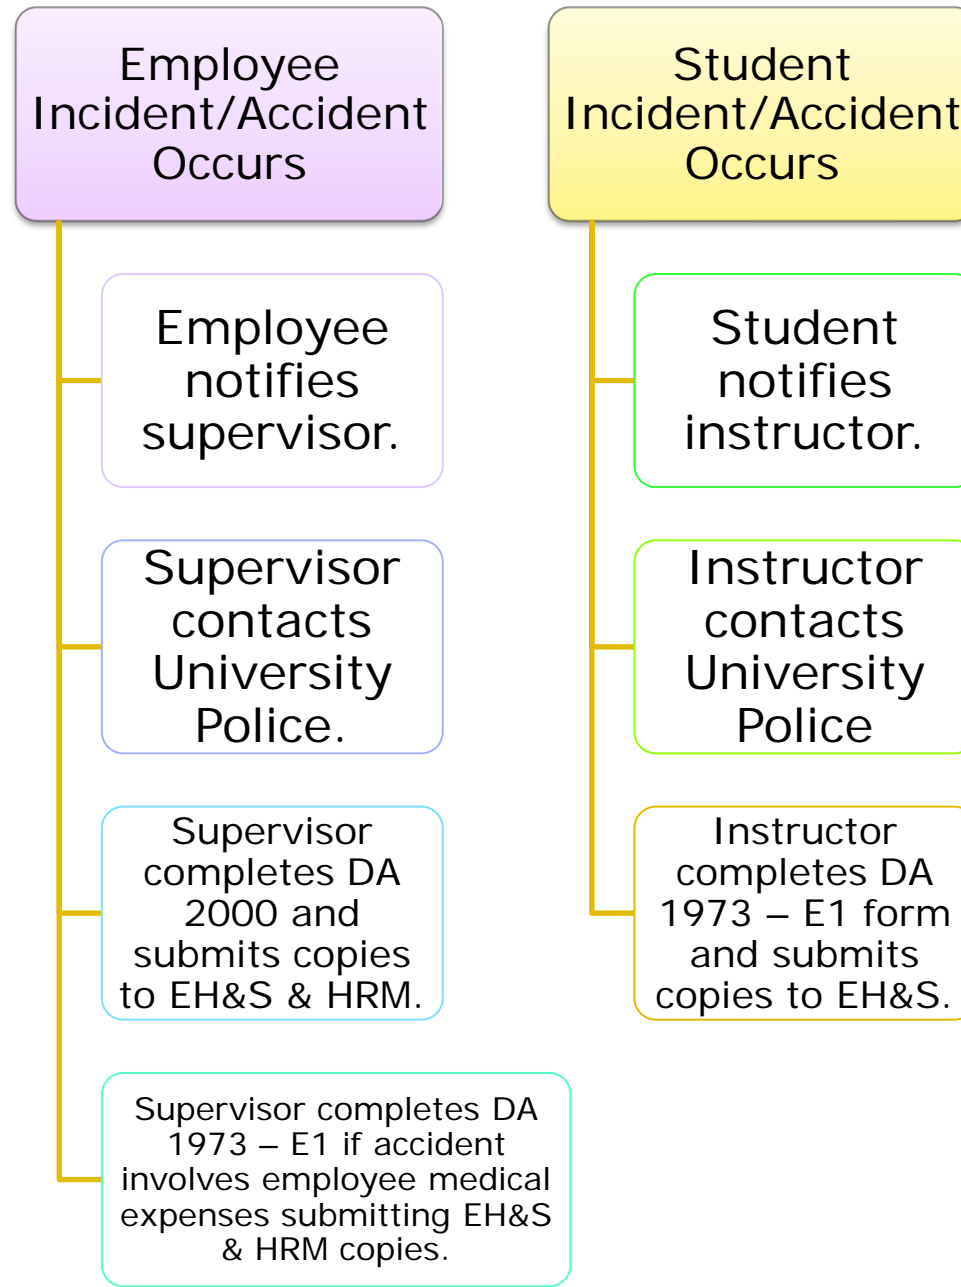 Employee
Incident/Accident
Occurs
Employee
notifies
supervisor.
Supervisor
contacts
University
Police.
Supervisor
completes DA
2000 and
submits copies
to EH&S & HRM.
Supervisor completes DA
1973 – E1 if accident
involves employee medical
expenses submitting EH&S
& HRM copies.
Student
Incident/Accident
Occurs
Student
notifies
instructor.
Instructor
contacts
University
Police
Instructor
completes DA
1973 – E1 form
and submits
copies to EH&S.